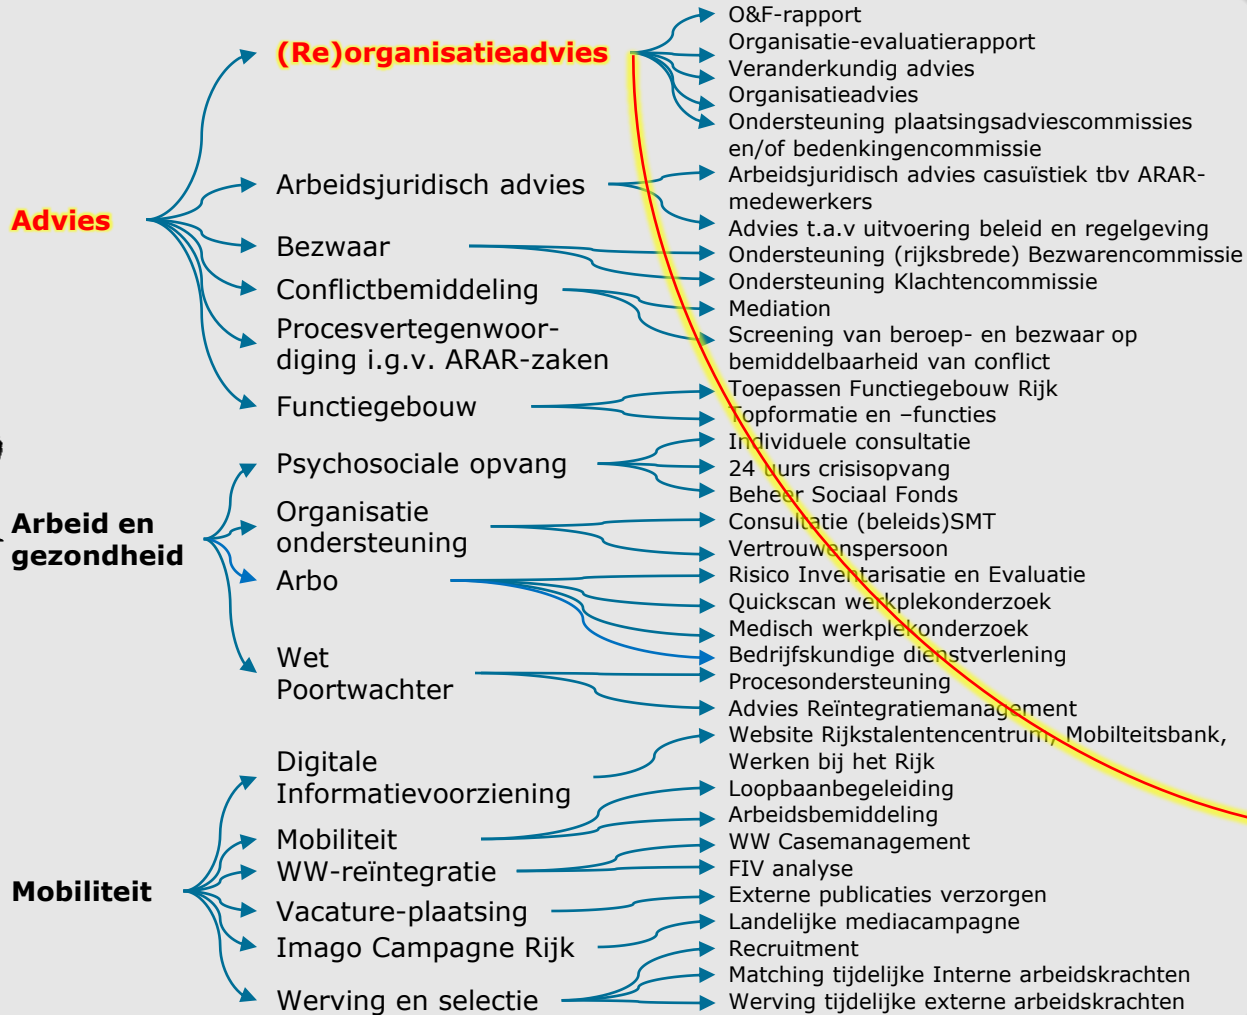 Advies
(Re)organisatieadvies
O&F-rapport
Organisatie-evaluatierapport
Veranderkundig advies
Organisatieadvies
Ondersteuning plaatsingsadviescommissies
en/of bedenkingencommissie
Arbeidsjuridisch advies
Arbeidsjuridisch advies casuïstiek tbv ARAR-
medewerkers
Advies t.a.v uitvoering beleid en regelgeving
Bezwaar
Ondersteuning (rijksbrede) Bezwarencommissie
Ondersteuning Klachtencommissie
Conflictbemiddeling
Mediation
Screening van beroep- en bezwaar op
bemiddelbaarheid van conflict
Procesvertegenwoor-
diging i.g.v. ARAR-zaken
Functiegebouw
Toepassen Functiegebouw Rijk
Topformatie en –functies
Arbeid en
gezondheid
Psychosociale opvang
Individuele consultatie
24 uurs crisisopvang
Beheer Sociaal Fonds
Organisatie
ondersteuning
Consultatie (beleids)SMT
Vertrouwenspersoon
Arbo
Risico Inventarisatie en Evaluatie
Quickscan werkplekonderzoek
Medisch werkplekonderzoek
Bedrijfskundige dienstverlening
Wet
Poortwachter
Procesondersteuning
Advies Reïntegratiemanagement
Mobiliteit
Digitale
Informatievoorziening
Website Rijkstalentencentrum, Mobilteitsbank,
Werken bij het Rijk
Mobiliteit
Loopbaanbegeleiding
Arbeidsbemiddeling
WW-reïntegratie
WW Casemanagement
FIV analyse
Vacature-plaatsing
Externe publicaties verzorgen
Imago Campagne Rijk
Landelijke mediacampagne
Werving en selectie
Recruitment
Matching tijdelijke Interne arbeidskrachten
Werving tijdelijke externe arbeidskrachten